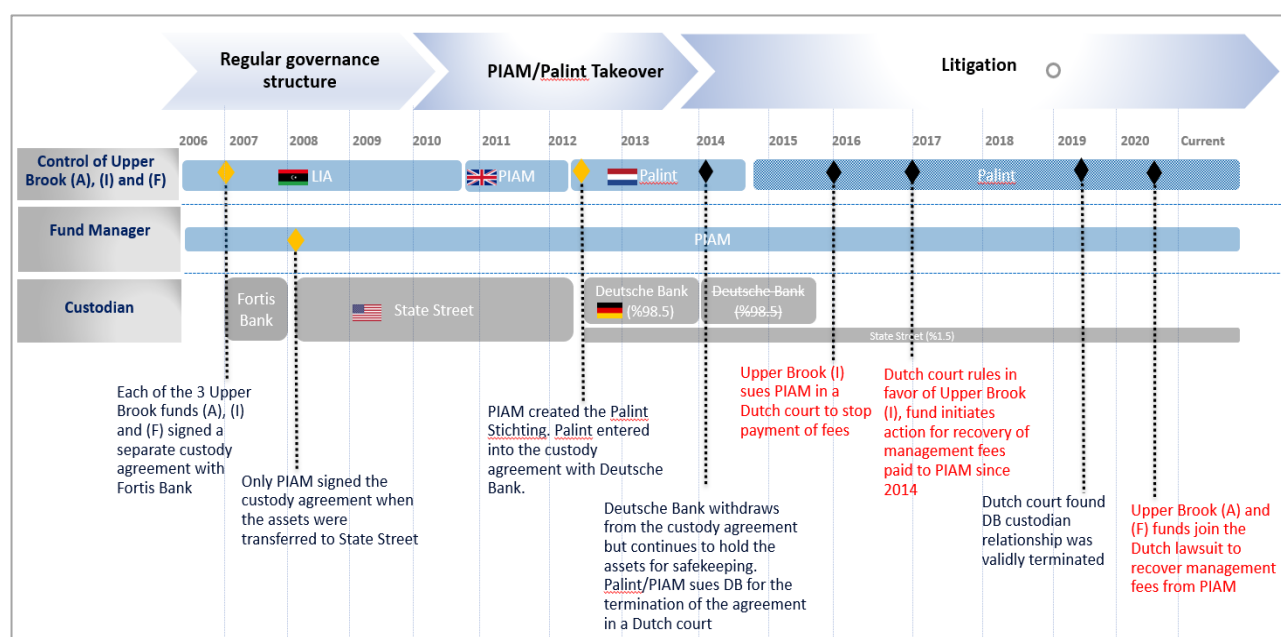 Regular governance
structure
PIAM/Palint Takeover
Litigation
2006 2007 2008 2009 2010 2011 2012 2013 2014 2015 2016 2017 2018 2019 2020 Current
Control of Upper
Brook (A), (I) and (F)
LIA
PIAM
Palint
Palint
Fund Manager
PIAM
Custodian
Fortis
Bank
State Street
Deutsche Bank
(%98.5)
Deutsche Bank
(%98.5)
State Street (%1.5)
Each of the 3 Upper
Brook funds (A), (I)
and (F) signed a
separate custody
agreement with
Fortis Bank
Only PIAM signed the
custody agreement when
the assets were
transferred to State Street
PIAM created the Palint
Stichting. Palint entered
into the custody
agreement with Deutsche
Bank.
Deutsche Bank withdraws
from the custody agreement
but continues to hold the
assets for safekeeping.
Palint/PIAM sues DB for the
termination of the agreement
in a Dutch court
Upper Brook (I)
sues PIAM in a
Dutch court to stop
payment of fees
Dutch court rules in
favor of Upper Brook
(I), fund initiates
action for recovery of
management fees
paid to PIAM since
2014
Dutch court found
DB custodian
relationship was
validly terminated
Upper Brook (A) and
(F) funds join the
Dutch lawsuit to
recover management
fees from PIAM